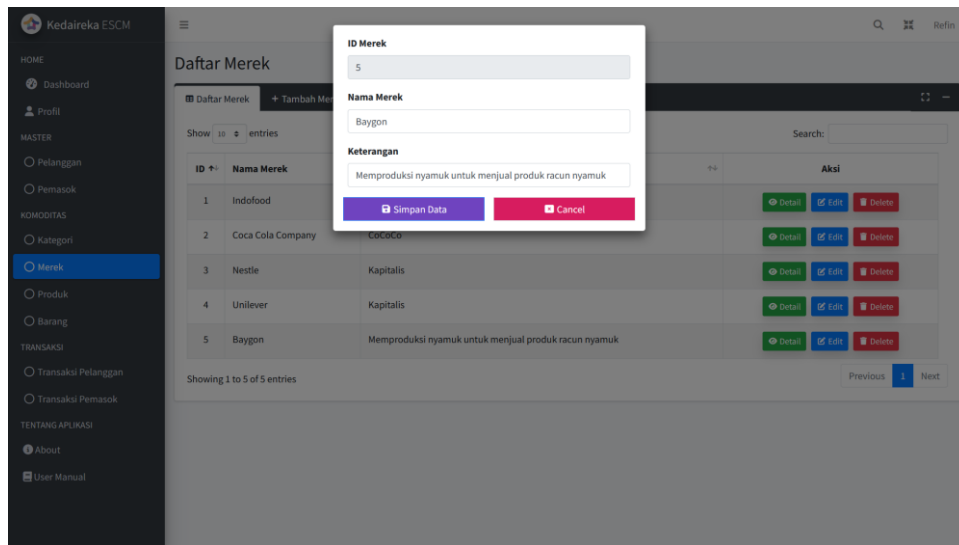 Kedaireka ESCM
Refin
HOME
Dashboard
Profil
MASTER
Pelanggan
Pemasok
KOMODITAS
Kategori
Merek
Produk
Barang
TRANSAKSI
Transaksi Pelanggan
Transaksi Pemasok
TENTANG APLIKASI
About
User Manual
Daftar Merek
Daftar Merek + Tambah Mer
Show 10 entries Search:
ID Nama Merek Aksi
1 Indofood Detail Edit Delete
2 Coca Cola Company CoCoCo Detail Edit Delete
3 Nestle Kapitalis Detail Edit Delete
4 Unilever Kapitalis Detail Edit Delete
5 Baygon Memproduksi nyamuk untuk menjual produk racun nyamuk Detail Edit Delete
Showing 1 to 5 of 5 entries Previous 1 Next
ID Merek
5
Nama Merek
Baygon
Keterangan
Memproduksi nyamuk untuk menjual produk racun nyamuk
Simpan Data Cancel